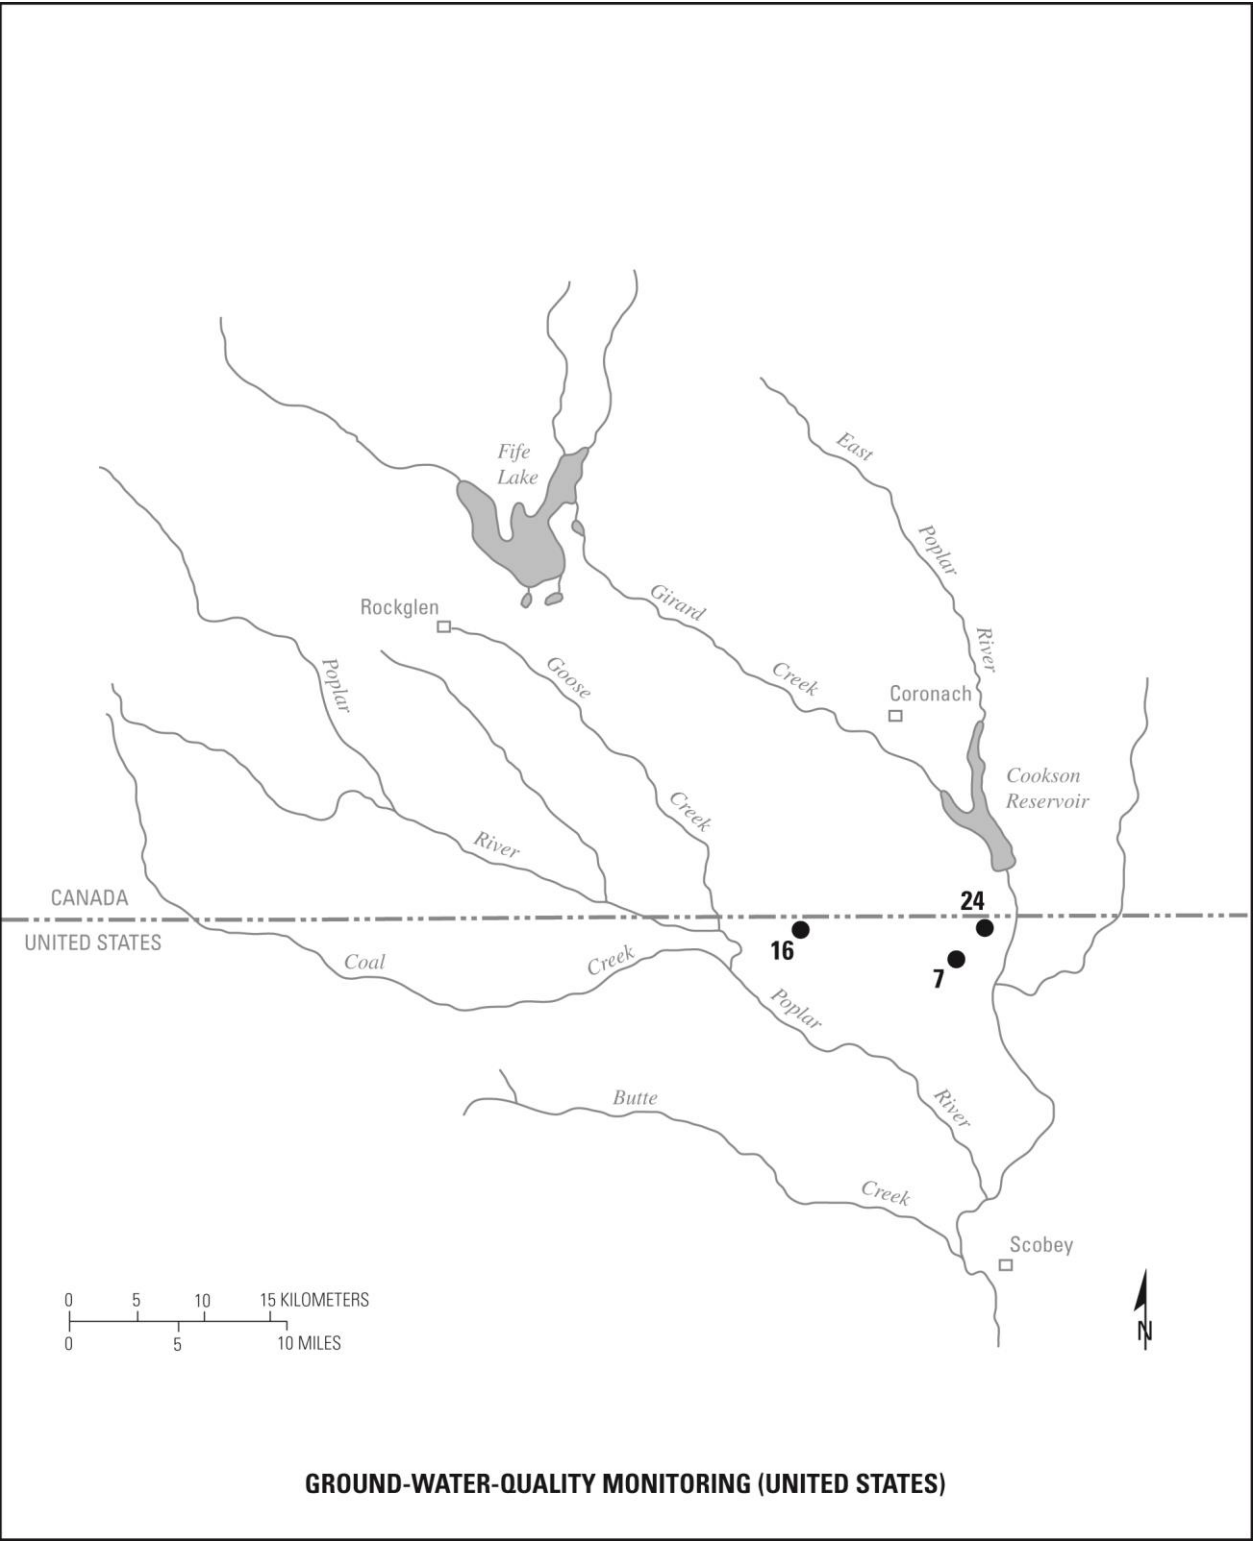 East
Fife
Lake
Poplar
Girard
Rockglen
River
Goose
Poplar
Creek
Coronach
Cookson
Reservoir
Creek
River
CANADA
24
UNITED STATES
16
Coal
Creek
7
Poplar
Butte
River
Creek
Scobey
0 5 10 15 KILOMETERS
0 5 10 MILES
N
GROUND-WATER-QUALITY MONITORING (UNITED STATES)